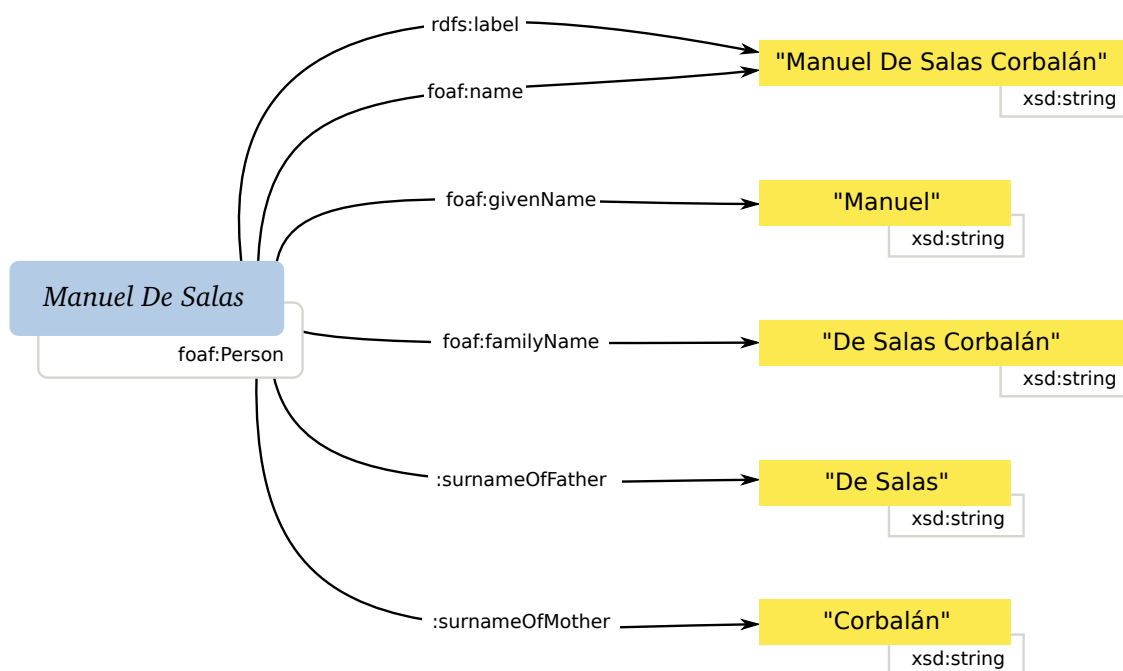 rdfs:label
"Manuel De Salas Corbalán"
xsd:string
foaf:name
foaf:givenName
"Manuel"
xsd:string
Manuel De Salas
foaf:Person
foaf:familyName
"De Salas Corbalán"
xsd:string
:surnameOfFather
"De Salas"
xsd:string
:surnameOfMother
"Corbalán"
xsd:string